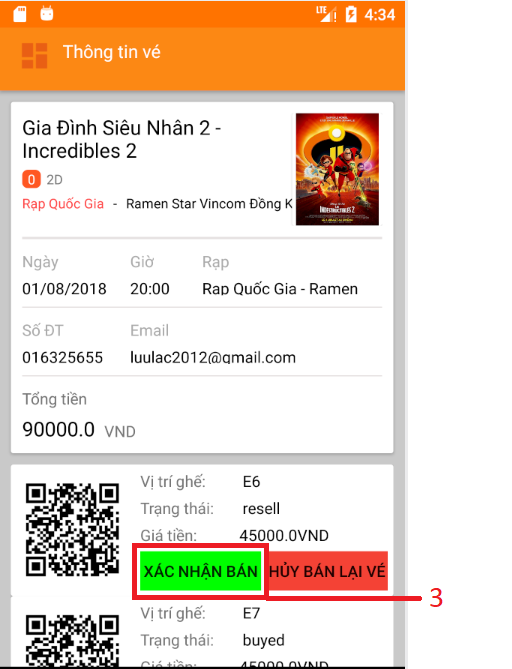 LTE 4:34
Thông tin vé
Gia Đình Siêu Nhân 2 -
Incredibles 2
0 2D
Rạp Quốc Gia - Ramen Star Vincom Đồng K
Ngày Giờ Rạp
01/08/2018 20:00 Rạp Quốc Gia - Ramen
Số ĐT Email
016325655 luulac2012@gmail.com
Tổng tiền
90000.0 VND
Vị trí ghế: E6
Trạng thái: resell
Giá tiền: 45000.0VND
XÁC NHẬN BÁN HỦY BÁN LẠI VÉ
3
Vị trí ghế: E7
Trạng thái: buyed
Giá tiền: 45000.0VND